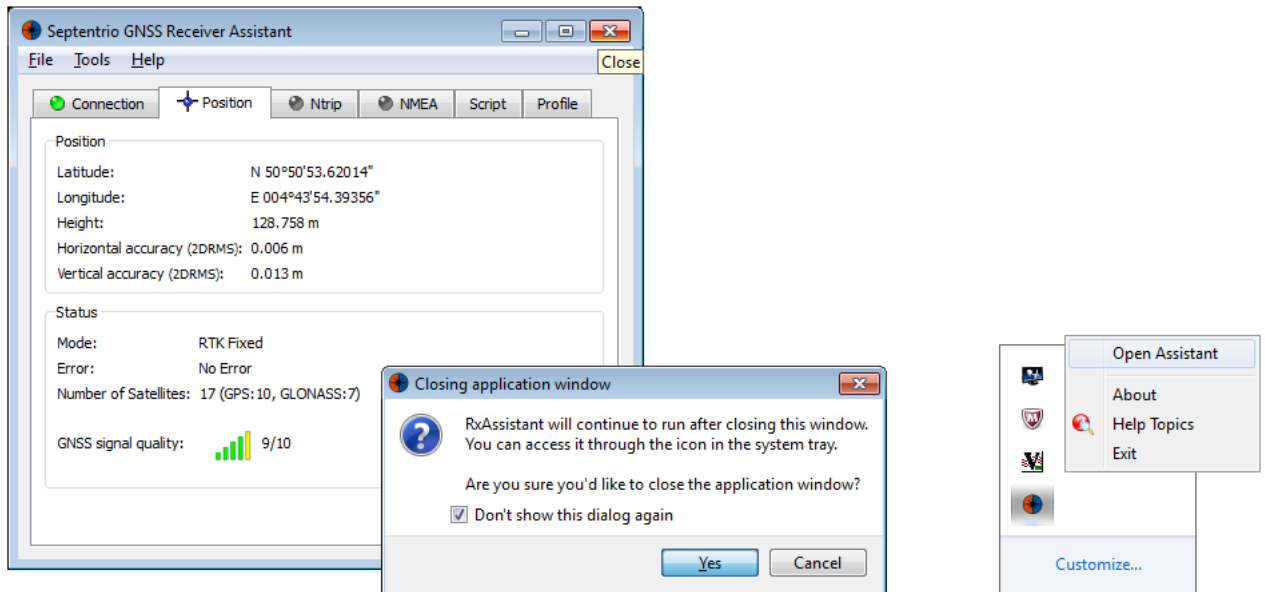 Septentrio GNSS Receiver Assistant
File Tools Help
Close
Connection Position Ntrip NMEA Script Profile
Position
Latitude: N 50°50'53.62014"
Longitude: E 004°43'54.39356"
Height: 128.758 m
Horizontal accuracy (2DRMS): 0.006 m
Vertical accuracy (2DRMS): 0.013 m
Status
Mode: RTK Fixed
Error: No Error
Number of Satellites: 17 (GPS:10, GLONASS:7)
GNSS signal quality: 9/10
Closing application window
RxAssistant will continue to run after closing this window.
You can access it through the icon in the system tray.
Are you sure you'd like to close the application window?
Don't show this dialog again
Yes Cancel
Open Assistant
About
Help Topics
Exit
Customize...